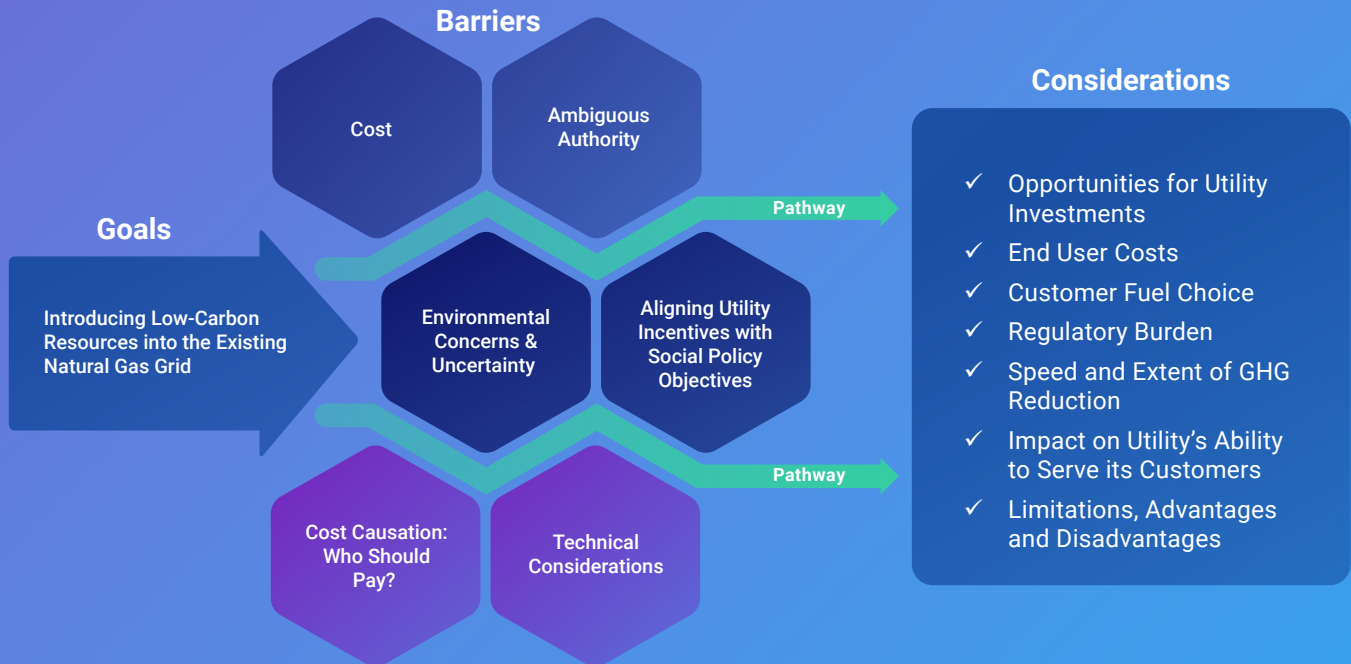 Barriers
Cost
Ambiguous
Authority
Considerations
Goals
Introducing Low-Carbon
Resources into the Existing
Natural Gas Grid
Environmental
Concerns &
Uncertainty
Aligning Utility
Incentives with
Social Policy
Objectives
Pathway
Pathway
Cost Causation:
Who Should
Pay?
Technical
Considerations
✓ Opportunities for Utility
Investments
✓ End User Costs
✓ Customer Fuel Choice
✓ Regulatory Burden
✓ Speed and Extent of GHG
Reduction
✓ Impact on Utility’s Ability
to Serve its Customers
✓ Limitations, Advantages
and Disadvantages